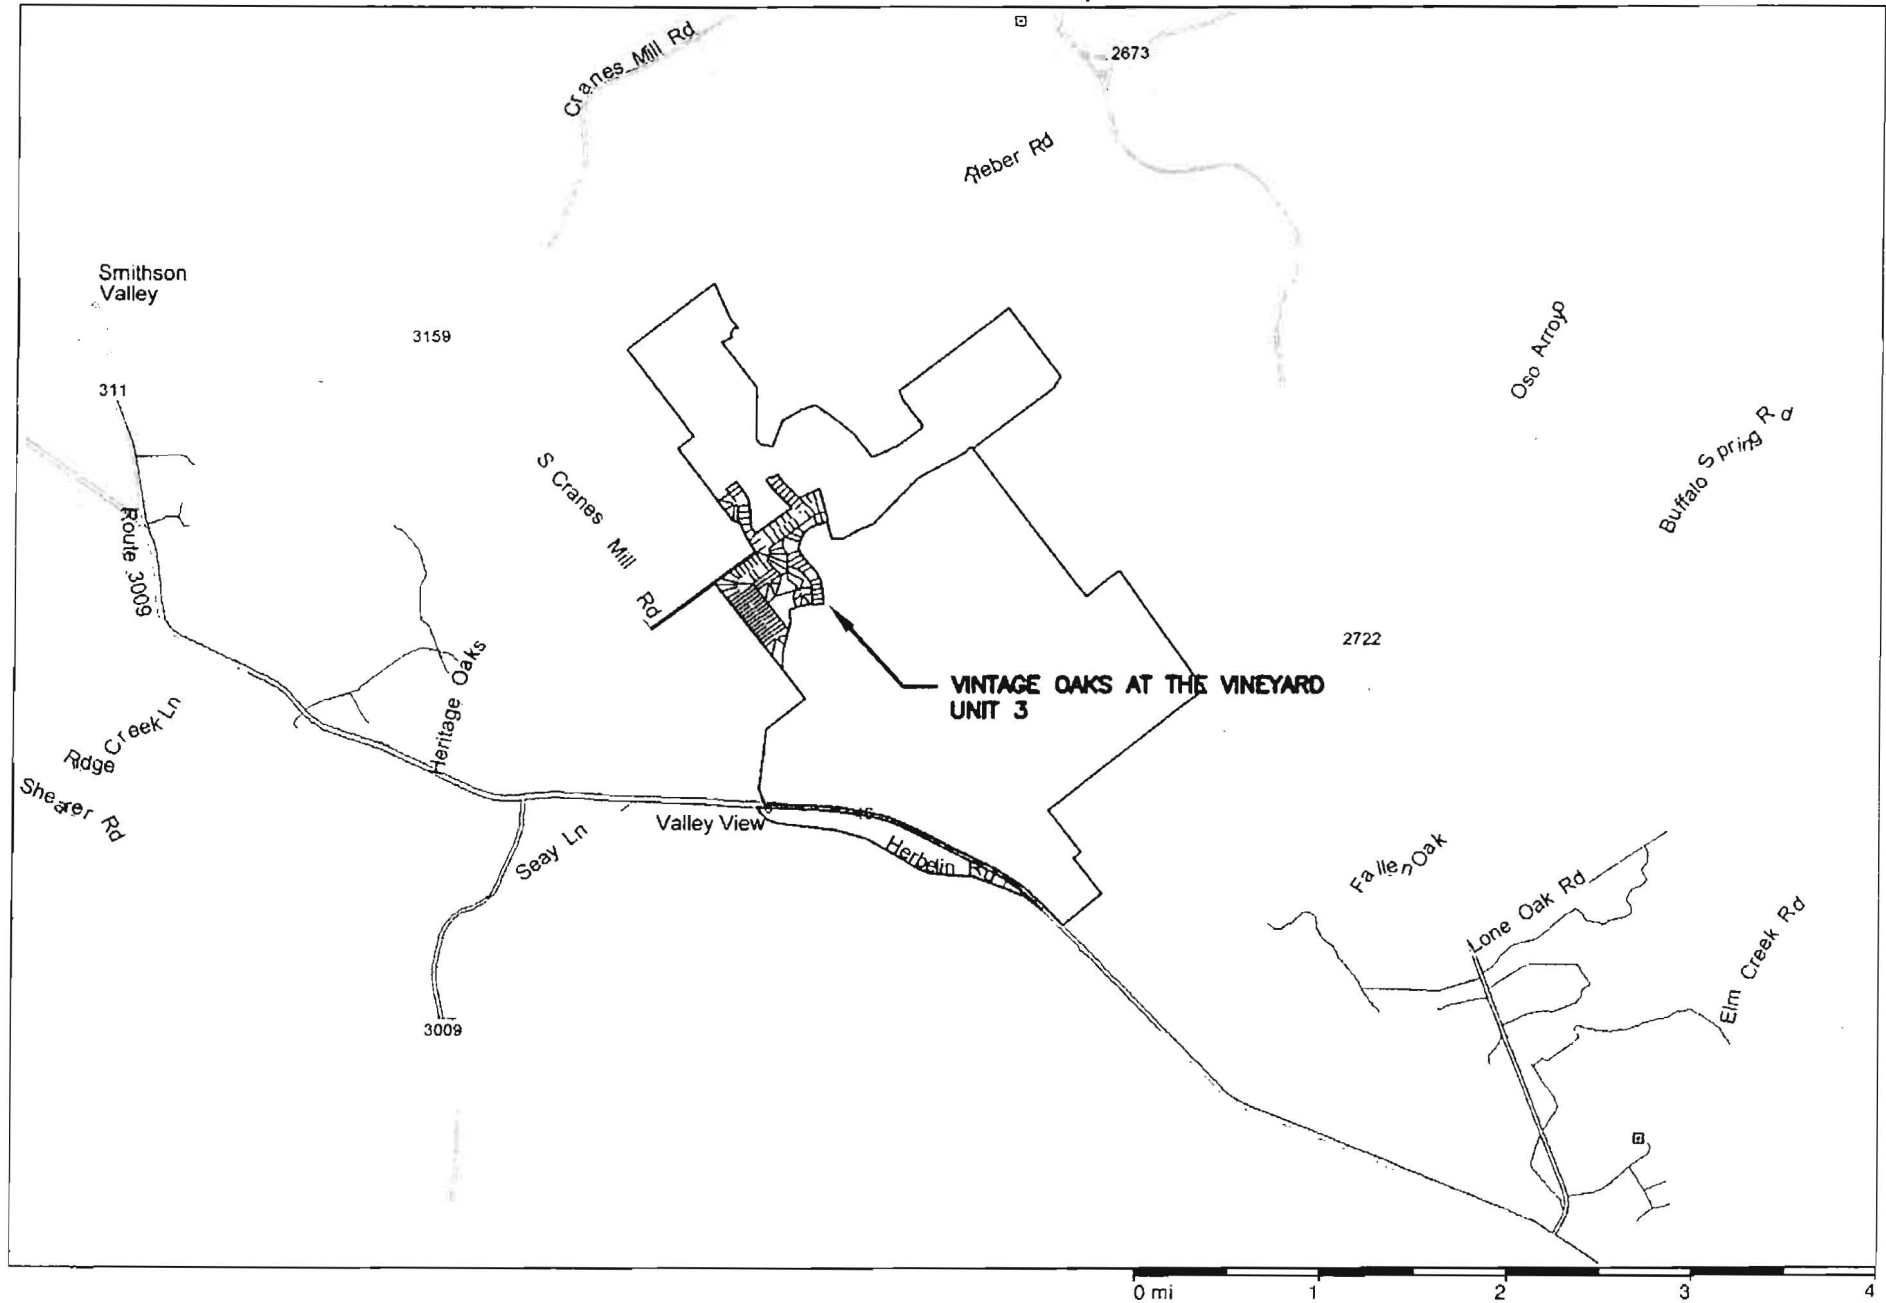 Cranes Mill Rd
2673
Rleber Rd
Smithson
Valley
3159
311
Oso Arroyo
Buffalo Spring Rd
S Cranes Mill Rd
Route 3009
2722
Heritage Oaks
VINTAGE OAKS AT THE VINEYARD
UNIT 3
Ridge Creek Ln
Shearer Rd
Valley View
46
Seay Ln
Herbelin Rd
Fallen Oak
Lone Oak Rd
Elm Creek Rd
3009
0 mi 1 2 3 4